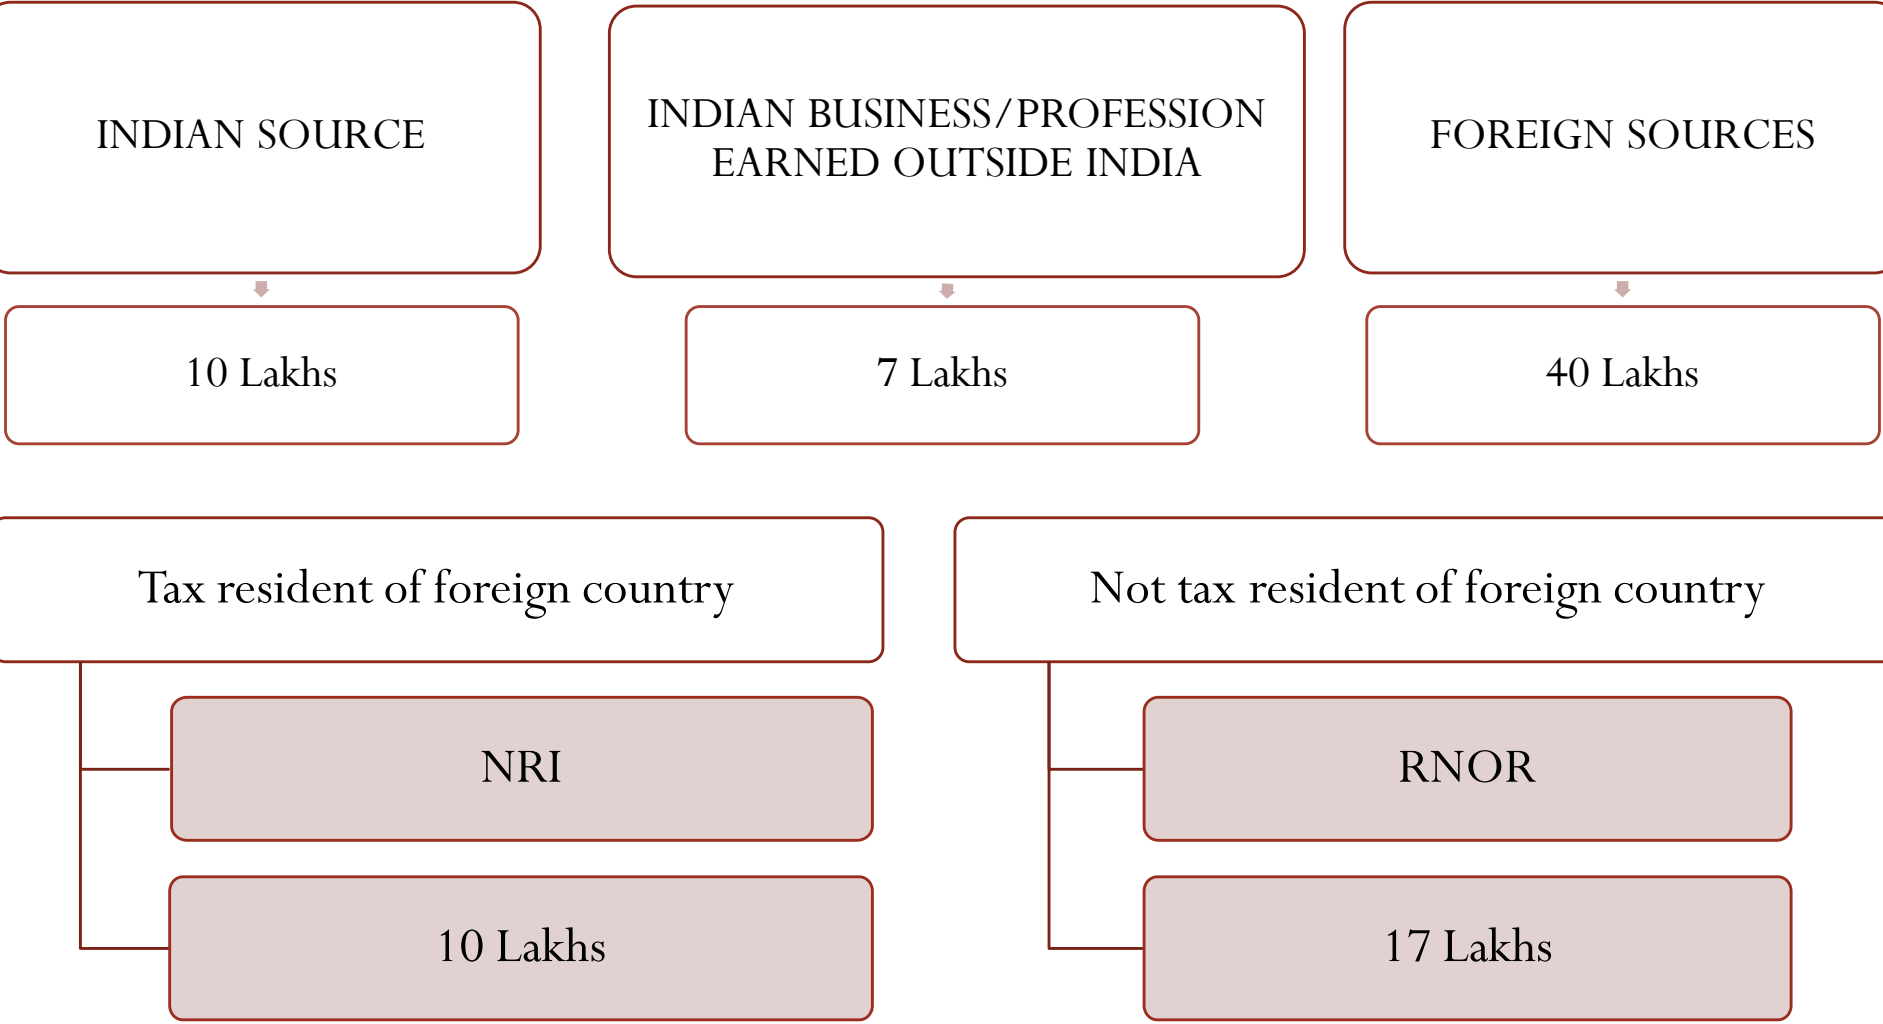 INDIAN SOURCE
INDIAN BUSINESS/PROFESSION
EARNED OUTSIDE INDIA
FOREIGN SOURCES
10 Lakhs
7 Lakhs
40 Lakhs
Tax resident of foreign country
Not tax resident of foreign country
NRI
RNOR
10 Lakhs
17 Lakhs